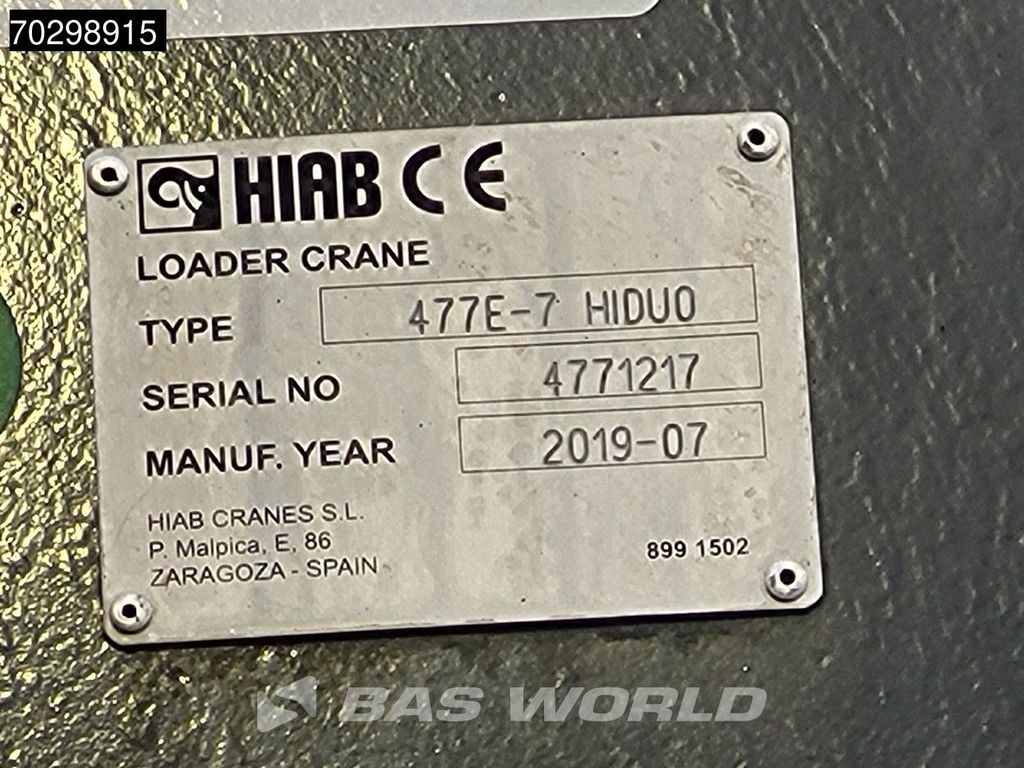 70298915
HIAB CE
LOADER CRANE
TYPE 477E-7 HIDUO
SERIAL NO 4771217
MANUF. YEAR 2019-07
HIAB CRANES S.L.
P. Malpica, E, 86
ZARAGOZA - SPAIN
899 1502
BAS WORLD